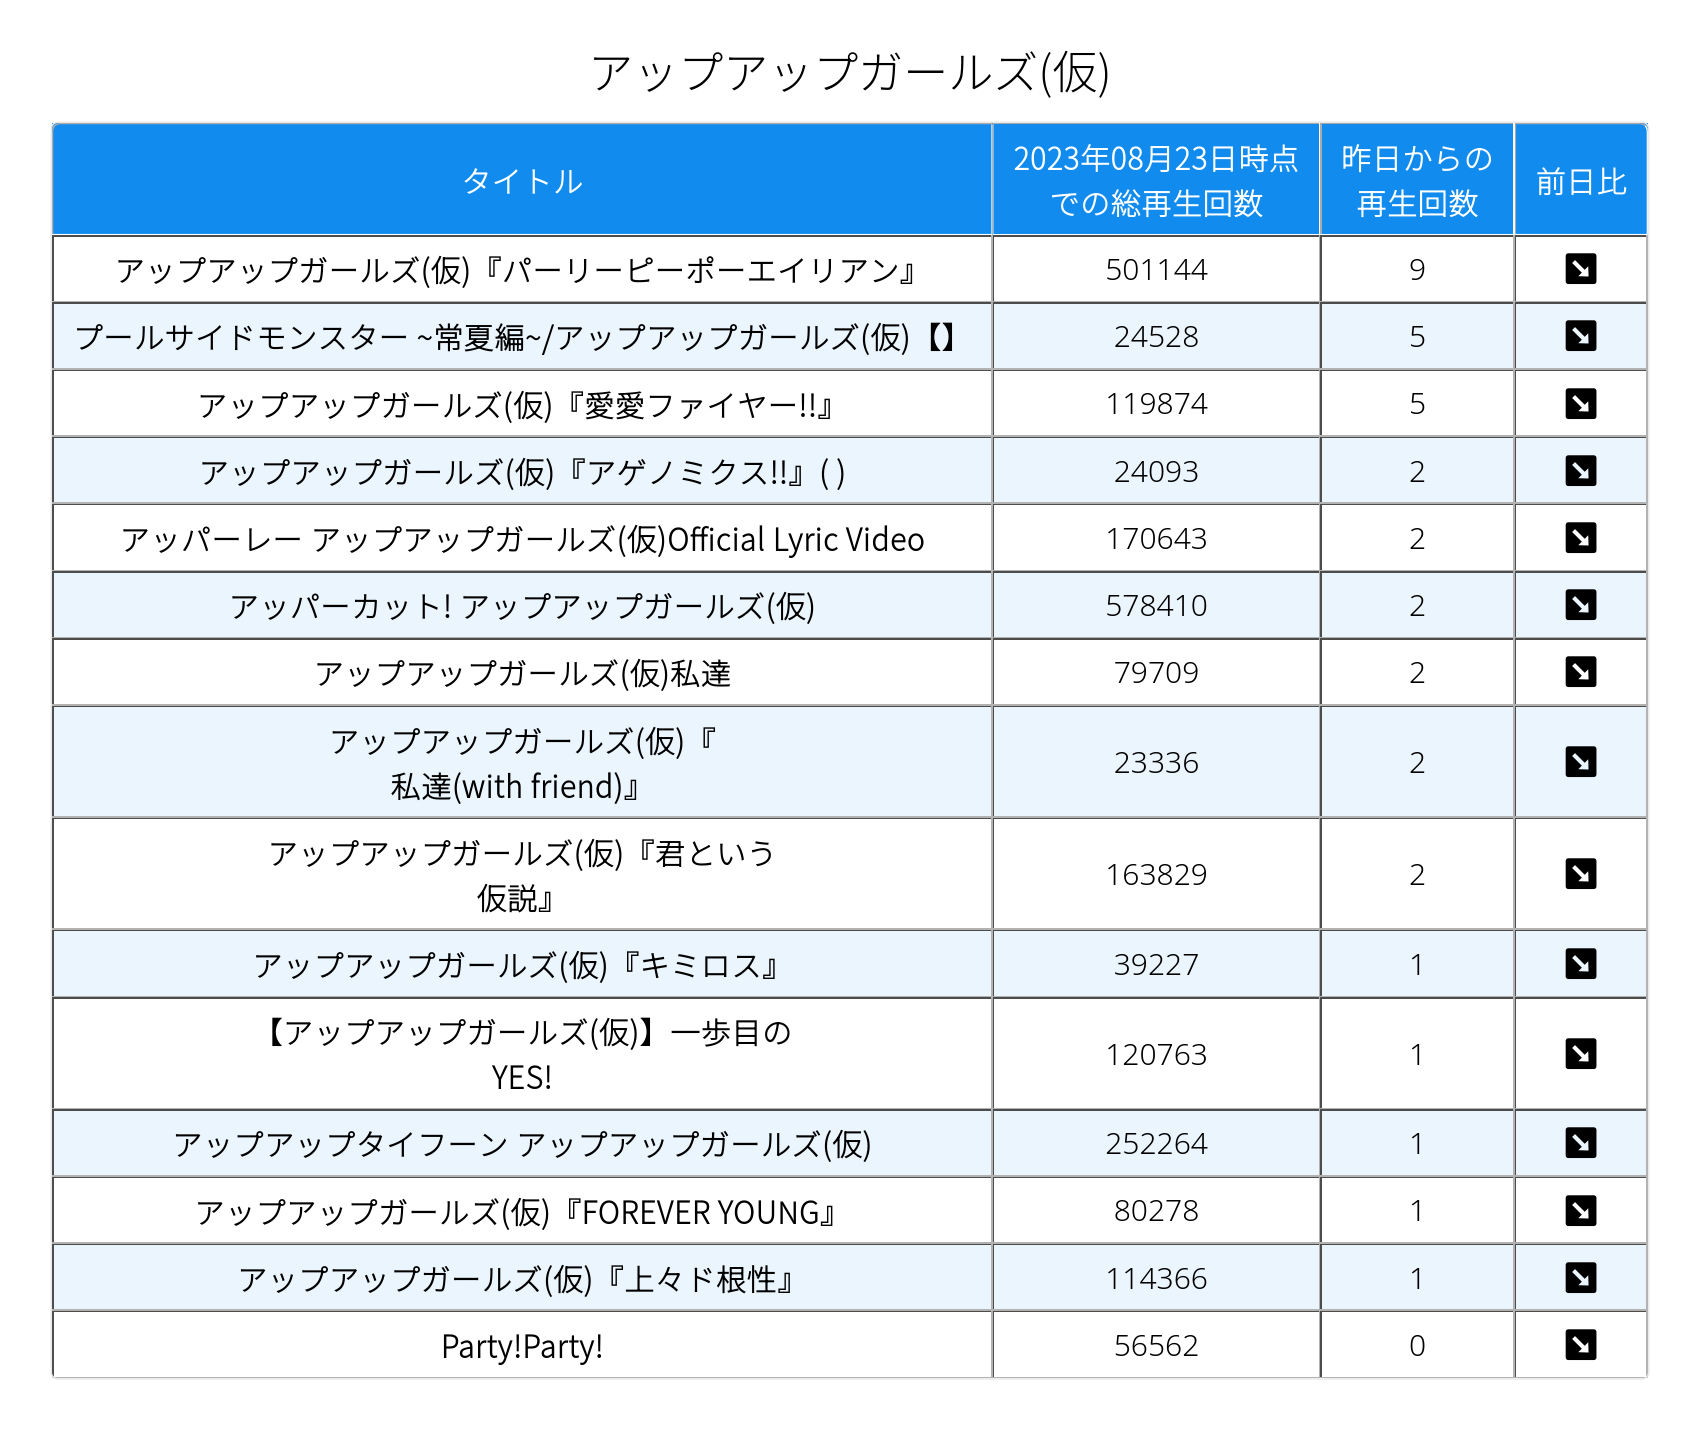 アップアップガールズ(仮)
タイトル 2023年08月23日時点での総再生回数 昨日からの再生回数 前日比
アップアップガールズ(仮)『パーリーピーポーエイリアン』 501144 9
プールサイドモンスター ~常夏編~/アップアップガールズ(仮)【】 24528 5
アップアップガールズ(仮)『愛愛ファイヤー!!』 119874 5
アップアップガールズ(仮)『アゲノミクス!!』( ) 24093 2
アッパーレー アップアップガールズ(仮)Official Lyric Video 170643 2
アッパーカット! アップアップガールズ(仮) 578410 2
アップアップガールズ(仮)私達 79709 2
アップアップガールズ(仮)『
私達(with friend)』 23336 2
アップアップガールズ(仮)『君という
仮説』 163829 2
アップアップガールズ(仮)『キミロス』 39227 1
【アップアップガールズ(仮)】一歩目の
YES! 120763 1
アップアップタイフーン アップアップガールズ(仮) 252264 1
アップアップガールズ(仮)『FOREVER YOUNG』 80278 1
アップアップガールズ(仮)『上々ド根性』 114366 1
Party!Party! 56562 0